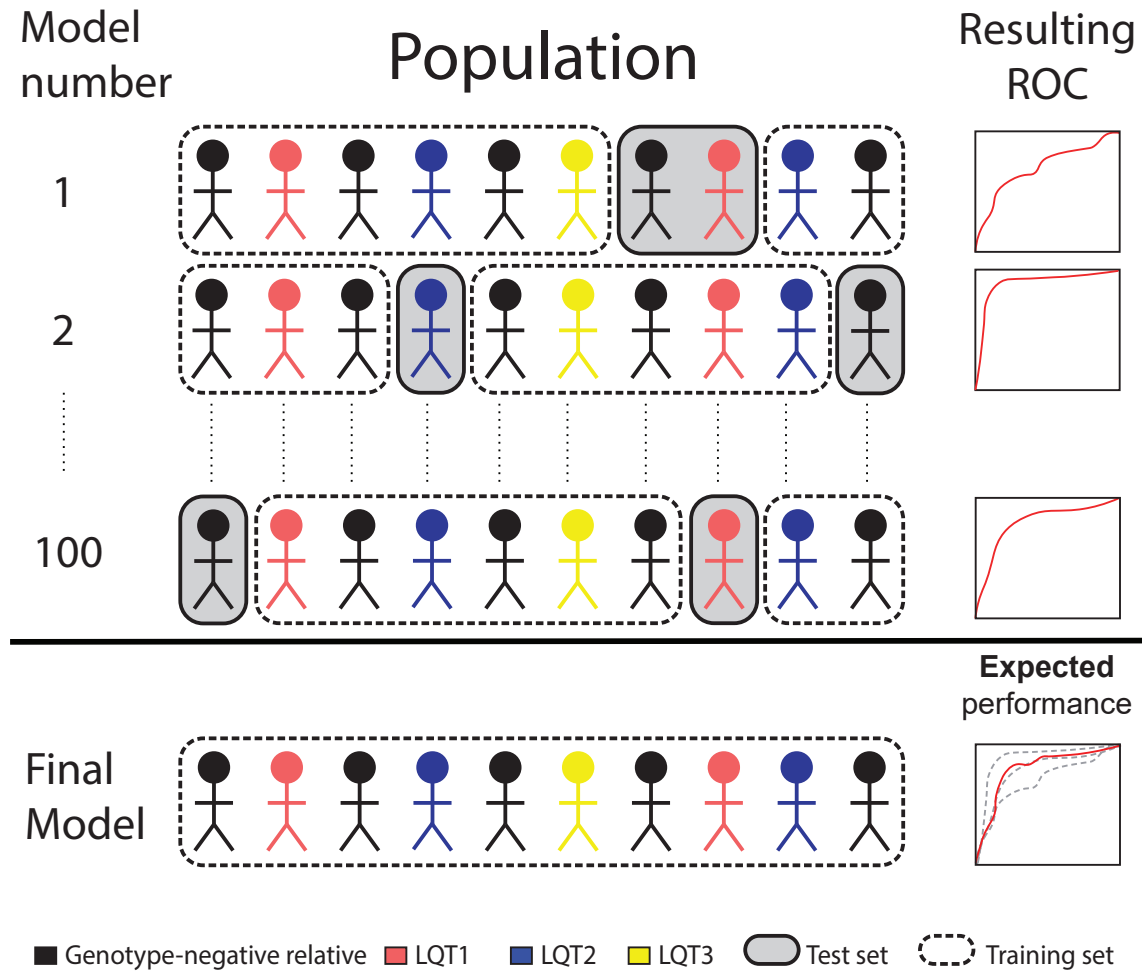 Model
number
Population
Resulting
ROC
1
2
100
Expected
performance
Final
Model
Genotype-negative relative
LQT1
LQT2
LQT3
Test set
Training set